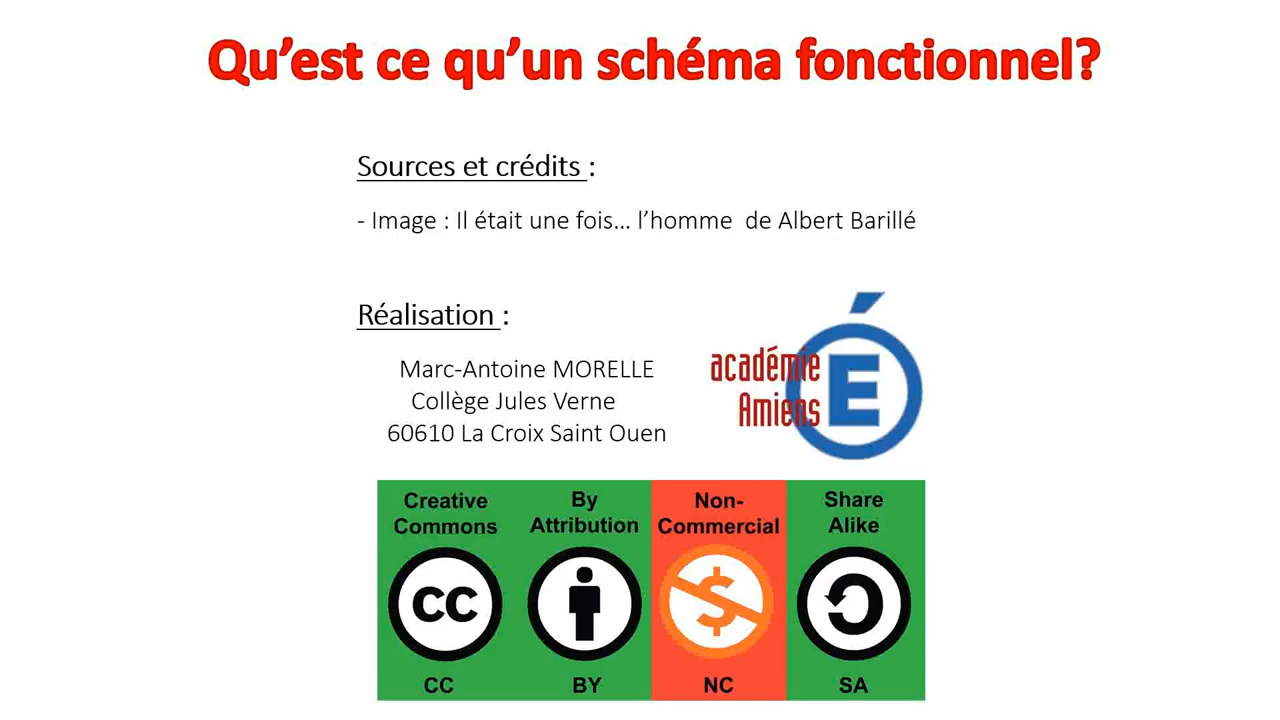 Qu'est ce qu'un schéma fonctionnel?
Sources et crédits :
- Image : Il était une fois... l'homme de Albert Barillé
Réalisation :
Marc-Antoine MORELLE
Collège Jules Verne
60610 La Croix Saint Ouen
académie
Amiens
É
Creative Commons
By Attribution
Non-Commercial
Share Alike
CC
$
CC
BY
NC
SA